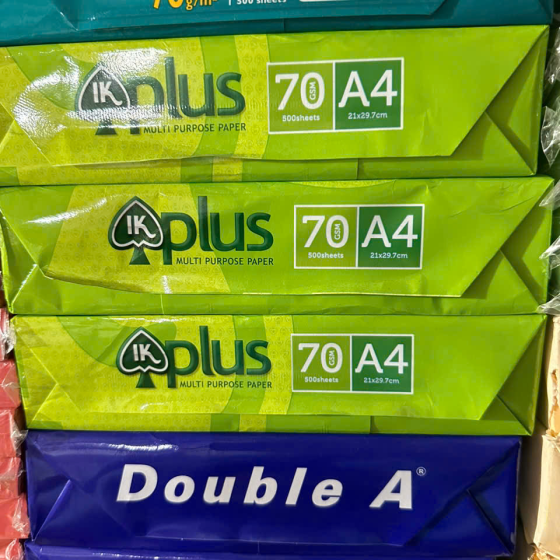 70g/m² | 500 sheets
IK plus
MULTI PURPOSE PAPER
70 GSM
500sheets
A4
21x29.7cm
IK plus
MULTI PURPOSE PAPER
70 GSM
500sheets
A4
21x29.7cm
IK plus
MULTI PURPOSE PAPER
70 GSM
500sheets
A4
21x29.7cm
Double A®